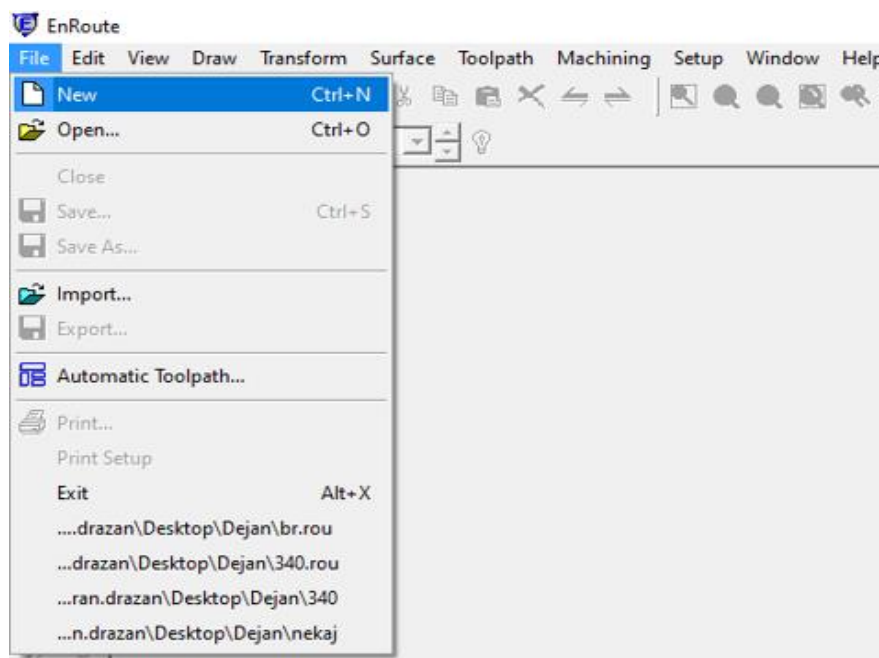 EnRoute
File Edit View Draw Transform Surface Toolpath Machining Setup Window Help
New Ctrl+N
Open... Ctrl+O
Close
Save... Ctrl+S
Save As...
Import...
Export...
Automatic Toolpath...
Print...
Print Setup
Exit Alt+X
....drazan\Desktop\Dejan\br.rou
...drazan\Desktop\Dejan\340.rou
...ran.drazan\Desktop\Dejan\340
...n.drazan\Desktop\Dejan\nekaj